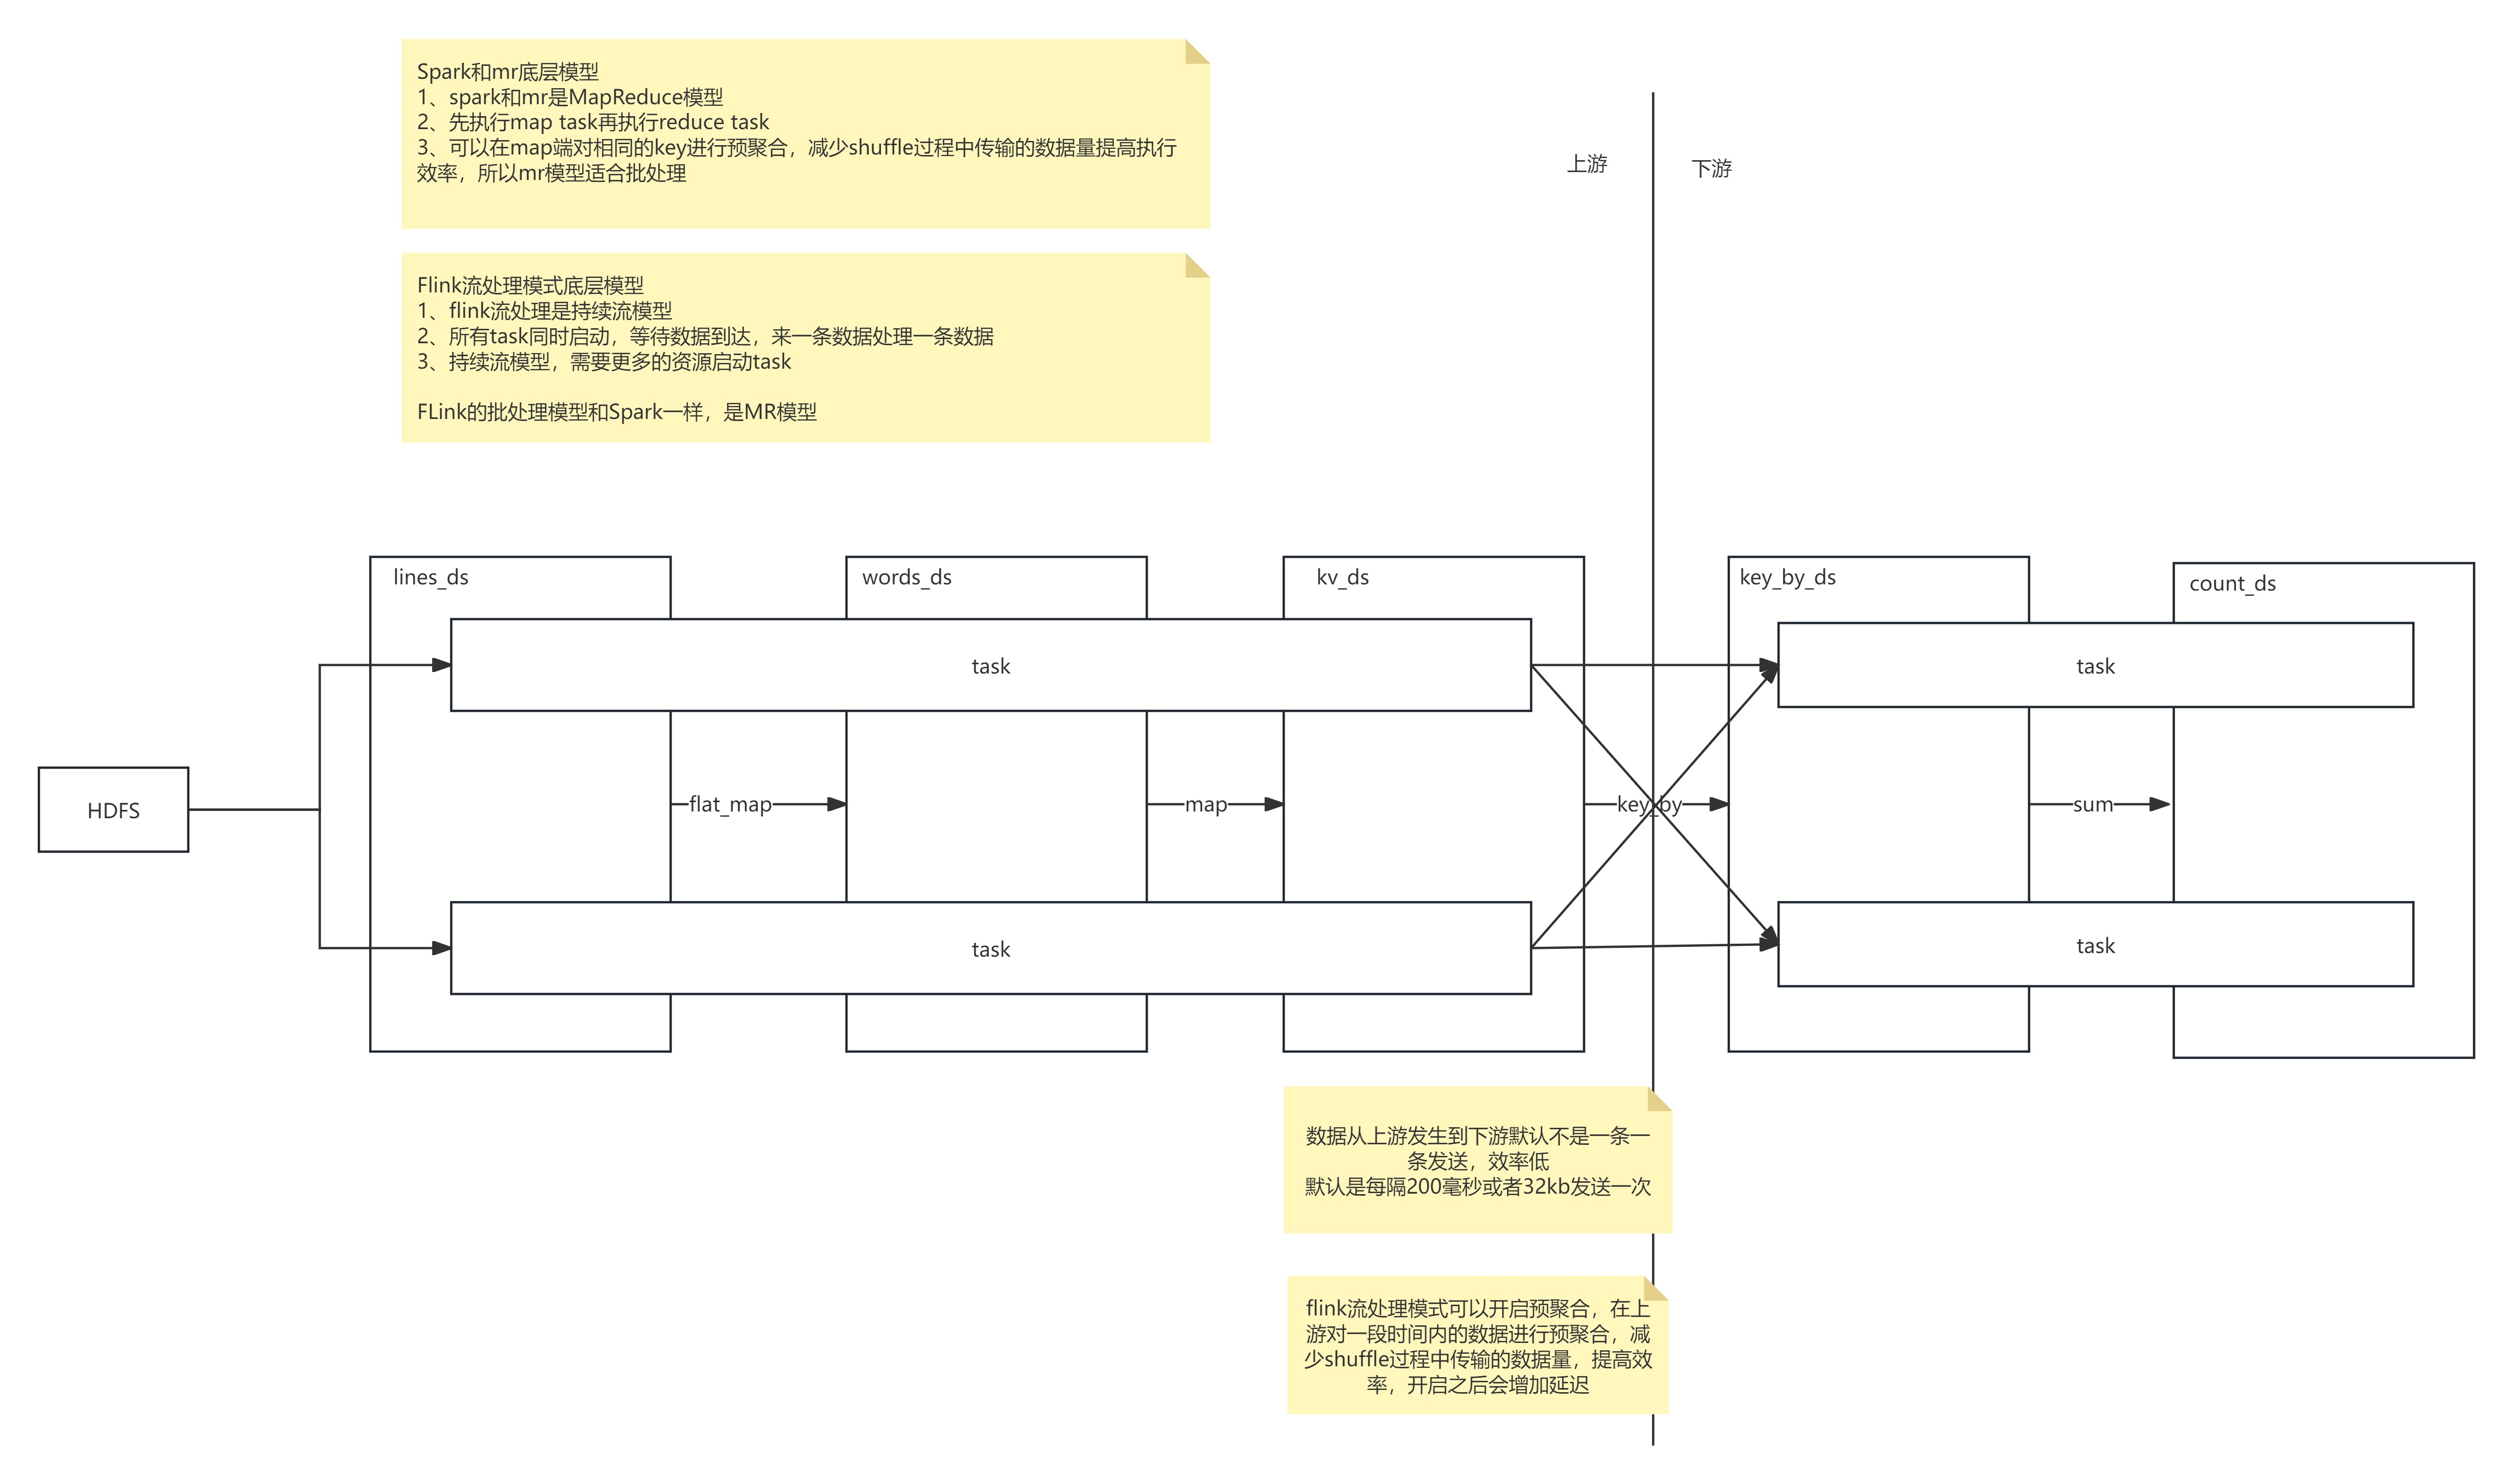 Spark和mr底层模型
1、spark和mr是MapReduce模型
2、先执行map task再执行reduce task
3、可以在map端对相同的key进行预聚合，减少shuffle过程中传输的数据量提高执行
效率，所以mr模型适合批处理
上游
下游
Flink流处理模式底层模型
1、flink流处理是持续流模型
2、所有task同时启动，等待数据到达，来一条数据处理一条数据
3、持续流模型，需要更多的资源启动task
FLink的批处理模型和Spark一样，是MR模型
lines_ds
words_ds
kv_ds
key_by_ds
count_ds
task
task
HDFS
flat_map
map
key_by
sum
task
task
数据从上游发生到下游默认不是一条一
条发送，效率低
默认是每隔200毫秒或者32kb发送一次
flink流处理模式可以开启预聚合，在上
游对一段时间内的数据进行预聚合，减
少shuffle过程中传输的数据量，提高效
率，开启之后会增加延迟